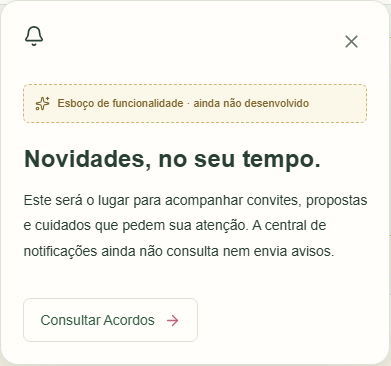 Esboço de funcionalidade · ainda não desenvolvido
Novidades, no seu tempo.
Este será o lugar para acompanhar convites, propostas
e cuidados que pedem sua atenção. A central de
notificações ainda não consulta nem envia avisos.
Consultar Acordos